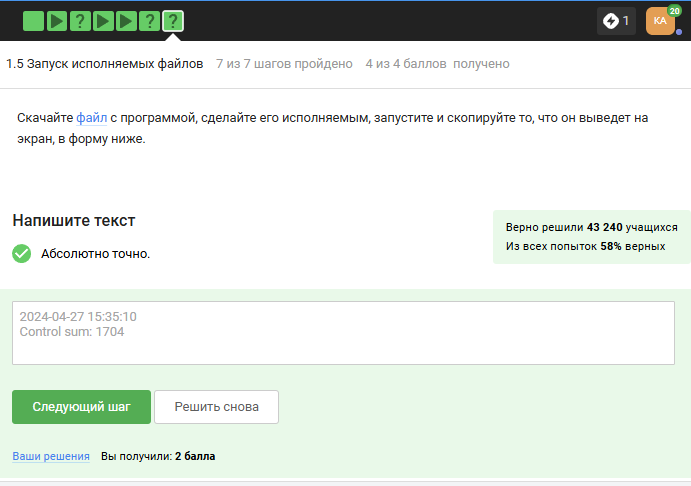 ? ? ?
1
КА
20
1.5 Запуск исполняемых файлов 7 из 7 шагов пройдено 4 из 4 баллов получено
Скачайте файл с программой, сделайте его исполняемым, запустите и скопируйте то, что он выведет на
экран, в форму ниже.
Напишите текст
Верно решили 43 240 учащихся
Из всех попыток 58% верных
Абсолютно точно.
2024-04-27 15:35:10
Control sum: 1704
Следующий шаг Решить снова
Ваши решения Вы получили: 2 балла